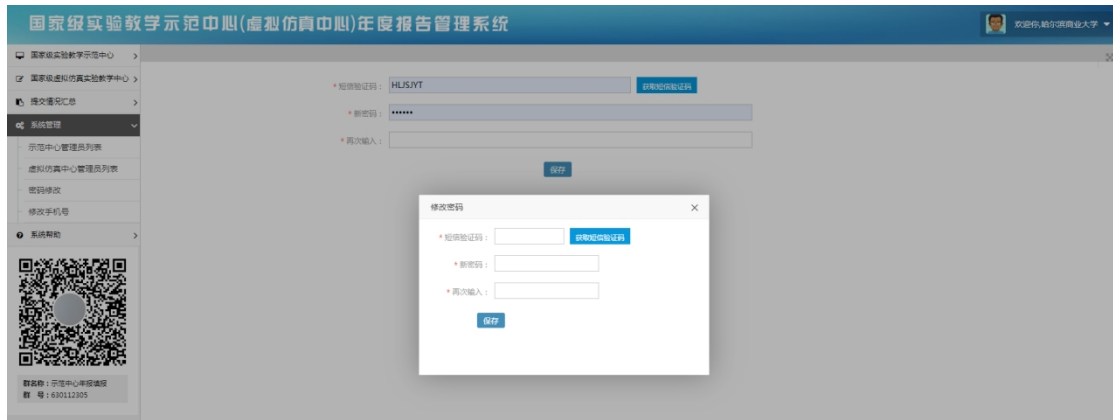 国家级实验教学示范中心(虚拟仿真中心)年度报告管理系统
欢迎你,哈尔滨商业大学
国家级实验教学示范中心
国家级虚拟仿真实验教学中心
提交情况汇总
系统管理
示范中心管理员列表
虚拟仿真中心管理员列表
密码修改
修改手机号
系统帮助
群名称:示范中心年报填报
群 号:630112305
*短信验证码: HLJSJYT 获取短信验证码
*新密码: ••••••
*再次输入:
保存
修改密码 ×
*短信验证码: 获取短信验证码
*新密码:
*再次输入:
保存